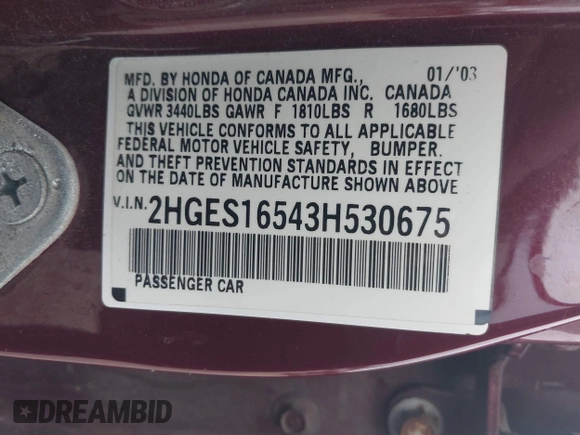 MFD. BY HONDA OF CANADA MFG., 01/'03
A DIVISION OF HONDA CANADA INC. CANADA
GVWR 3440LBS GAWR F 1810LBS R 1680LBS
THIS VEHICLE CONFORMS TO ALL APPLICABLE
FEDERAL MOTOR VEHICLE SAFETY, BUMPER.
AND THEFT PREVENTION STANDARDS IN EFFECT
ON THE DATE OF MANUFACTURE SHOWN ABOVE
V.I.N. 2HGES16543H530675
PASSENGER CAR
DREAMBID